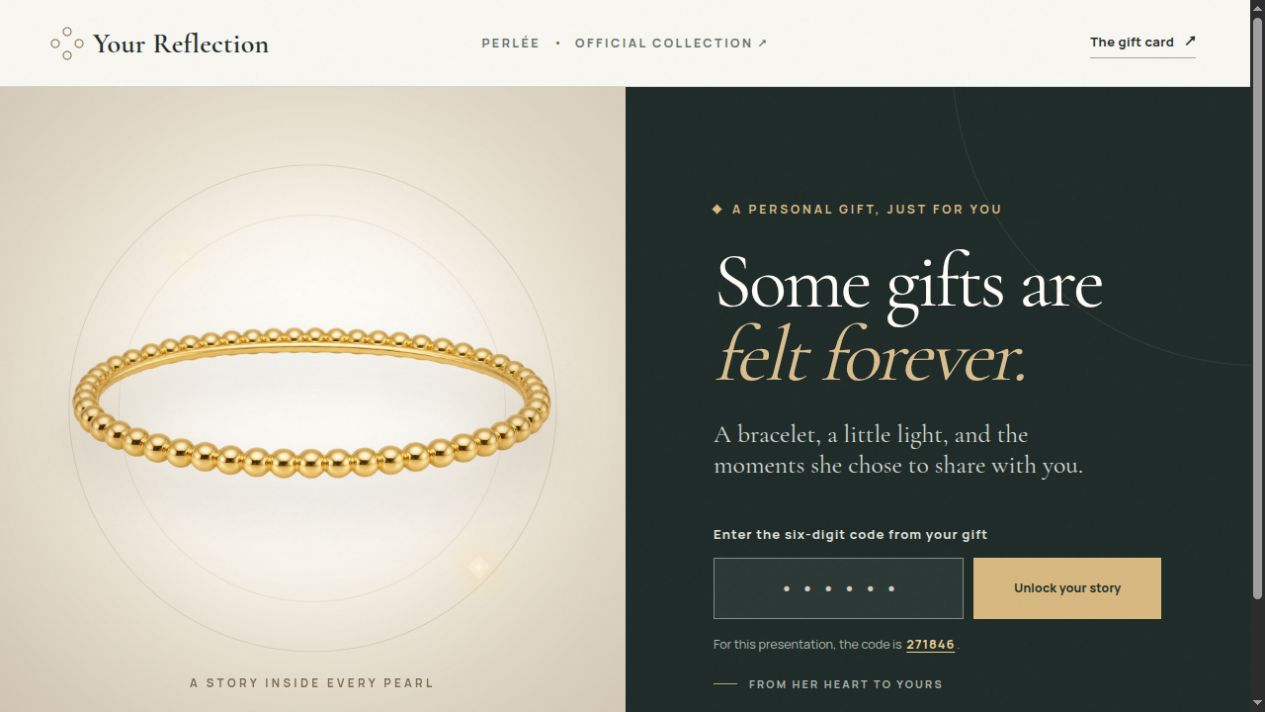 Your Reflection
PERLÉE • OFFICIAL COLLECTION ↗
The gift card ↗
A STORY INSIDE EVERY PEARL
◆ A PERSONAL GIFT, JUST FOR YOU
Some gifts are
felt forever.
A bracelet, a little light, and the
moments she chose to share with you.
Enter the six-digit code from your gift
• • • • • •
Unlock your story
For this presentation, the code is 271846 .
FROM HER HEART TO YOURS